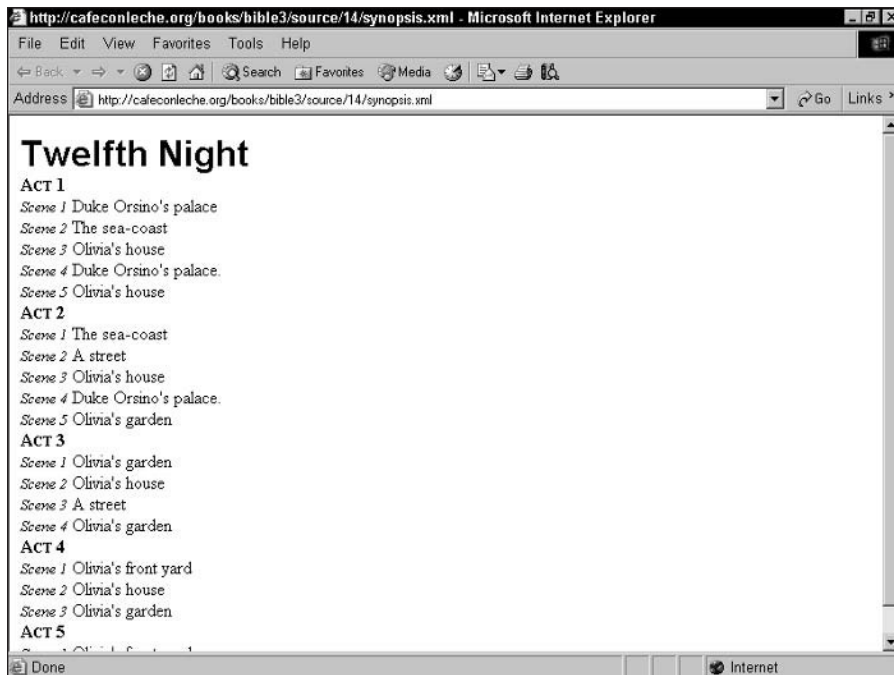 http://cafeconleche.org/books/bible3/source/14/synopsis.xml - Microsoft Internet Explorer
File Edit View Favorites Tools Help
Back Search Favorites Media
Address http://cafeconleche.org/books/bible3/source/14/synopsis.xml Go Links »
Twelfth Night
ACT 1
Scene 1 Duke Orsino's palace
Scene 2 The sea-coast
Scene 3 Olivia's house
Scene 4 Duke Orsino's palace.
Scene 5 Olivia's house
ACT 2
Scene 1 The sea-coast
Scene 2 A street
Scene 3 Olivia's house
Scene 4 Duke Orsino's palace.
Scene 5 Olivia's garden
ACT 3
Scene 1 Olivia's garden
Scene 2 Olivia's house
Scene 3 A street
Scene 4 Olivia's garden
ACT 4
Scene 1 Olivia's front yard
Scene 2 Olivia's house
Scene 3 Olivia's garden
ACT 5
Done Internet